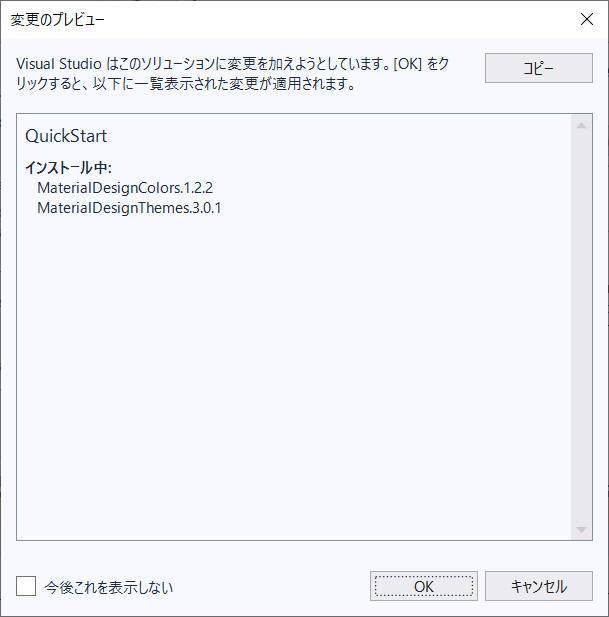 変更のプレビュー
Visual Studio はこのソリューションに変更を加えようとしています。[OK] をク
リックすると、以下に一覧表示された変更が適用されます。
コピー
QuickStart
インストール中:
MaterialDesignColors.1.2.2
MaterialDesignThemes.3.0.1
今後これを表示しない
OK
キャンセル